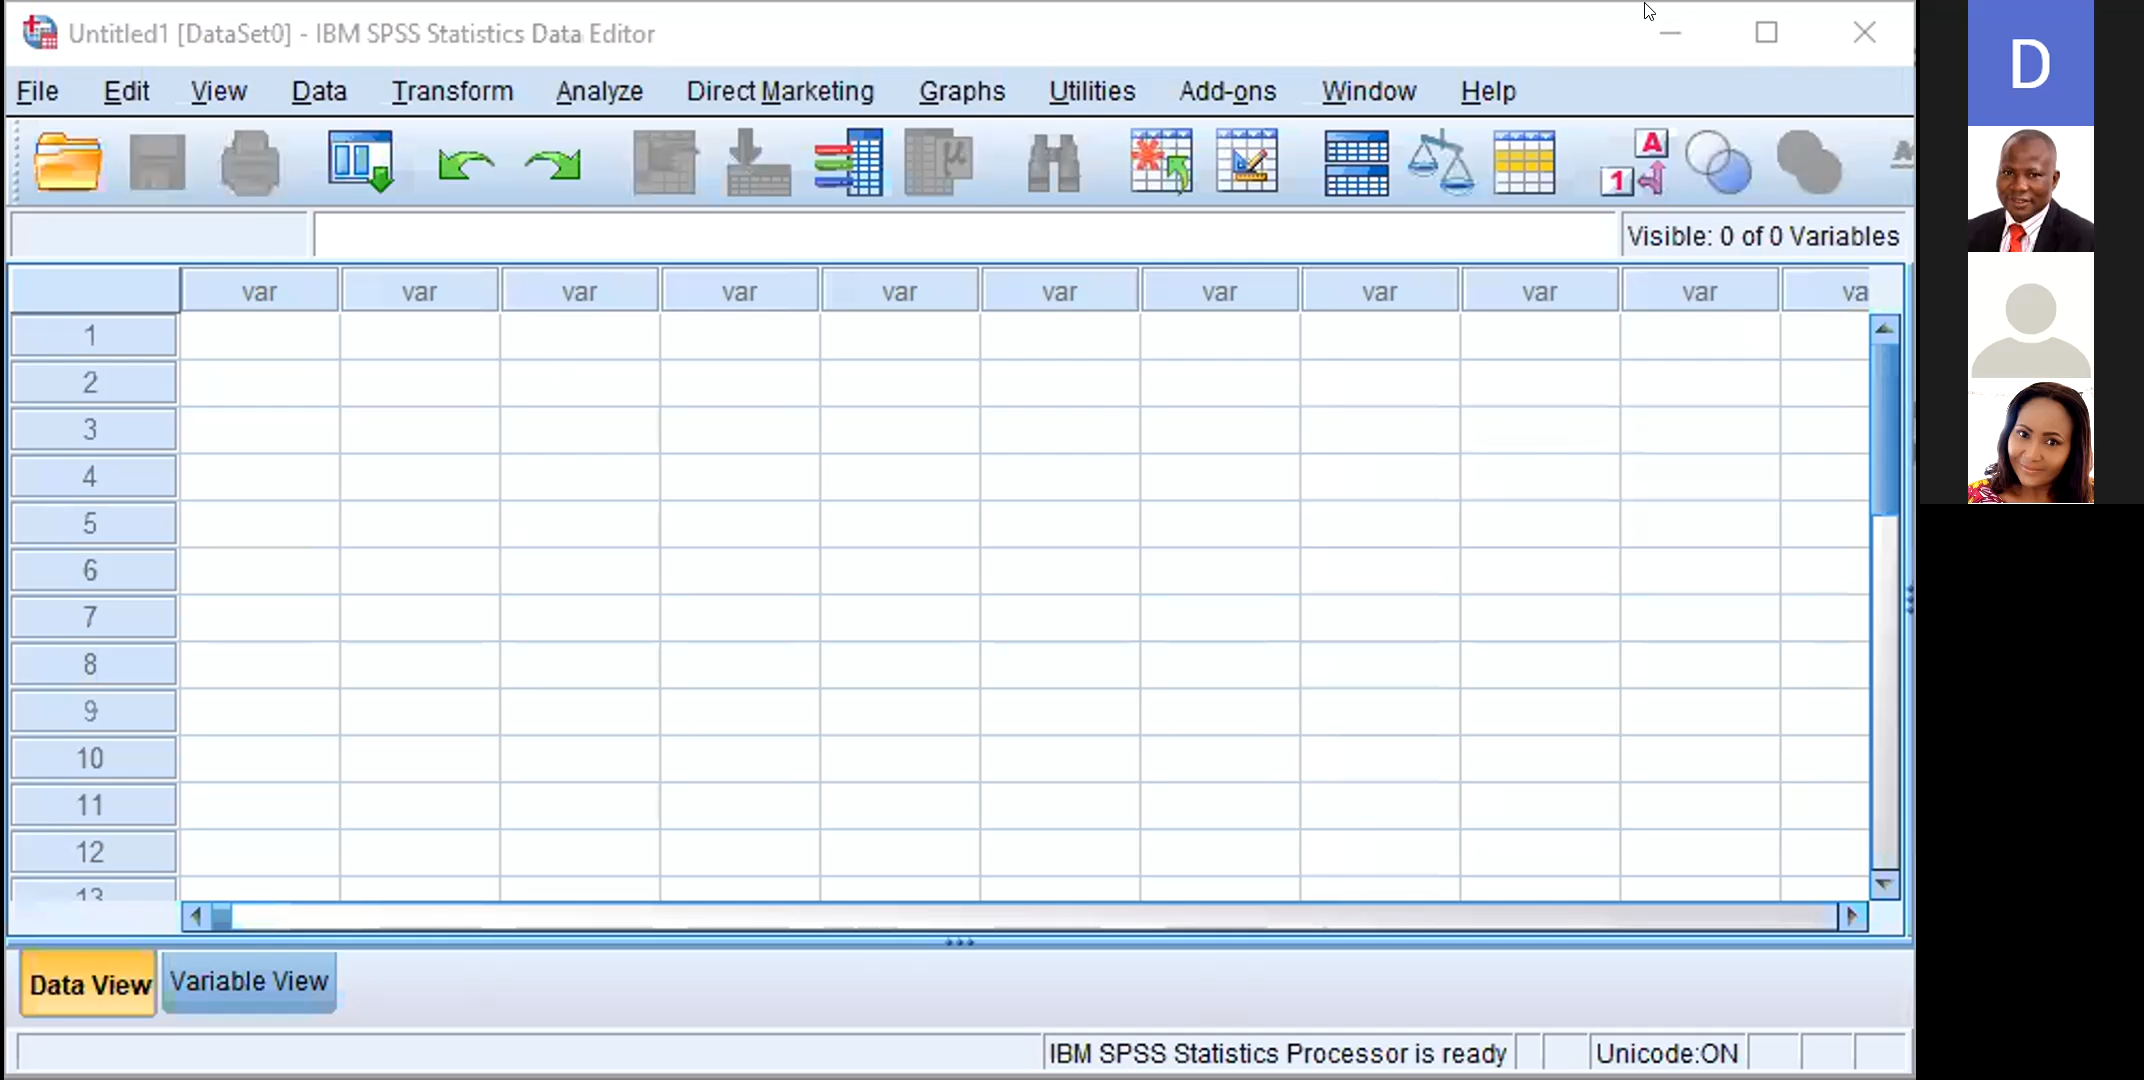 Untitled1 [DataSet0] - IBM SPSS Statistics Data Editor
File Edit View Data Transform Analyze Direct Marketing Graphs Utilities Add-ons Window Help
A
1
μ
Visible: 0 of 0 Variables
var var var var var var var var var var va
1
2
3
4
5
6
7
8
9
10
11
12
13
Data View Variable View
IBM SPSS Statistics Processor is ready Unicode:ON
D